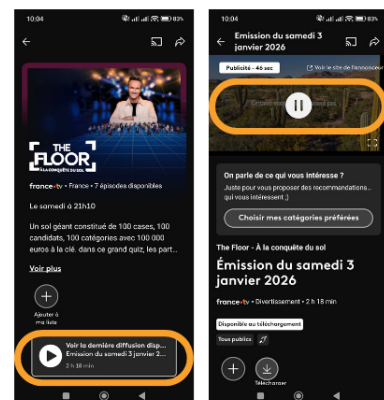 10:04
83%
THE
FLOOR
À LA CONQUÊTE DU SOL
france•tv • France • 7 épisodes disponibles
Le samedi à 21h10
Un sol géant constitué de 100 cases, 100
candidats, 100 catégories avec 100 000
euros à la clé. dans ce grand quiz, les part...
Voir plus
Ajouter à
ma liste
Voir la dernière diffusion disp...
Emission du samedi 3 janvier 2...
2 h 18 min
10:04
83%
Emission du samedi 3
janvier 2026
Publicité - 46 sec
Voir le site de l'annonceur
On parle de ce qui vous intéresse ?
Juste pour vous proposer des recommandations...
qui vous intéressent ;)
Choisir mes catégories préférées
The Floor - À la conquête du sol
Émission du samedi 3
janvier 2026
france•tv • Divertissement • 2 h 18 min
Disponible au téléchargement
Tous publics
Télécharger